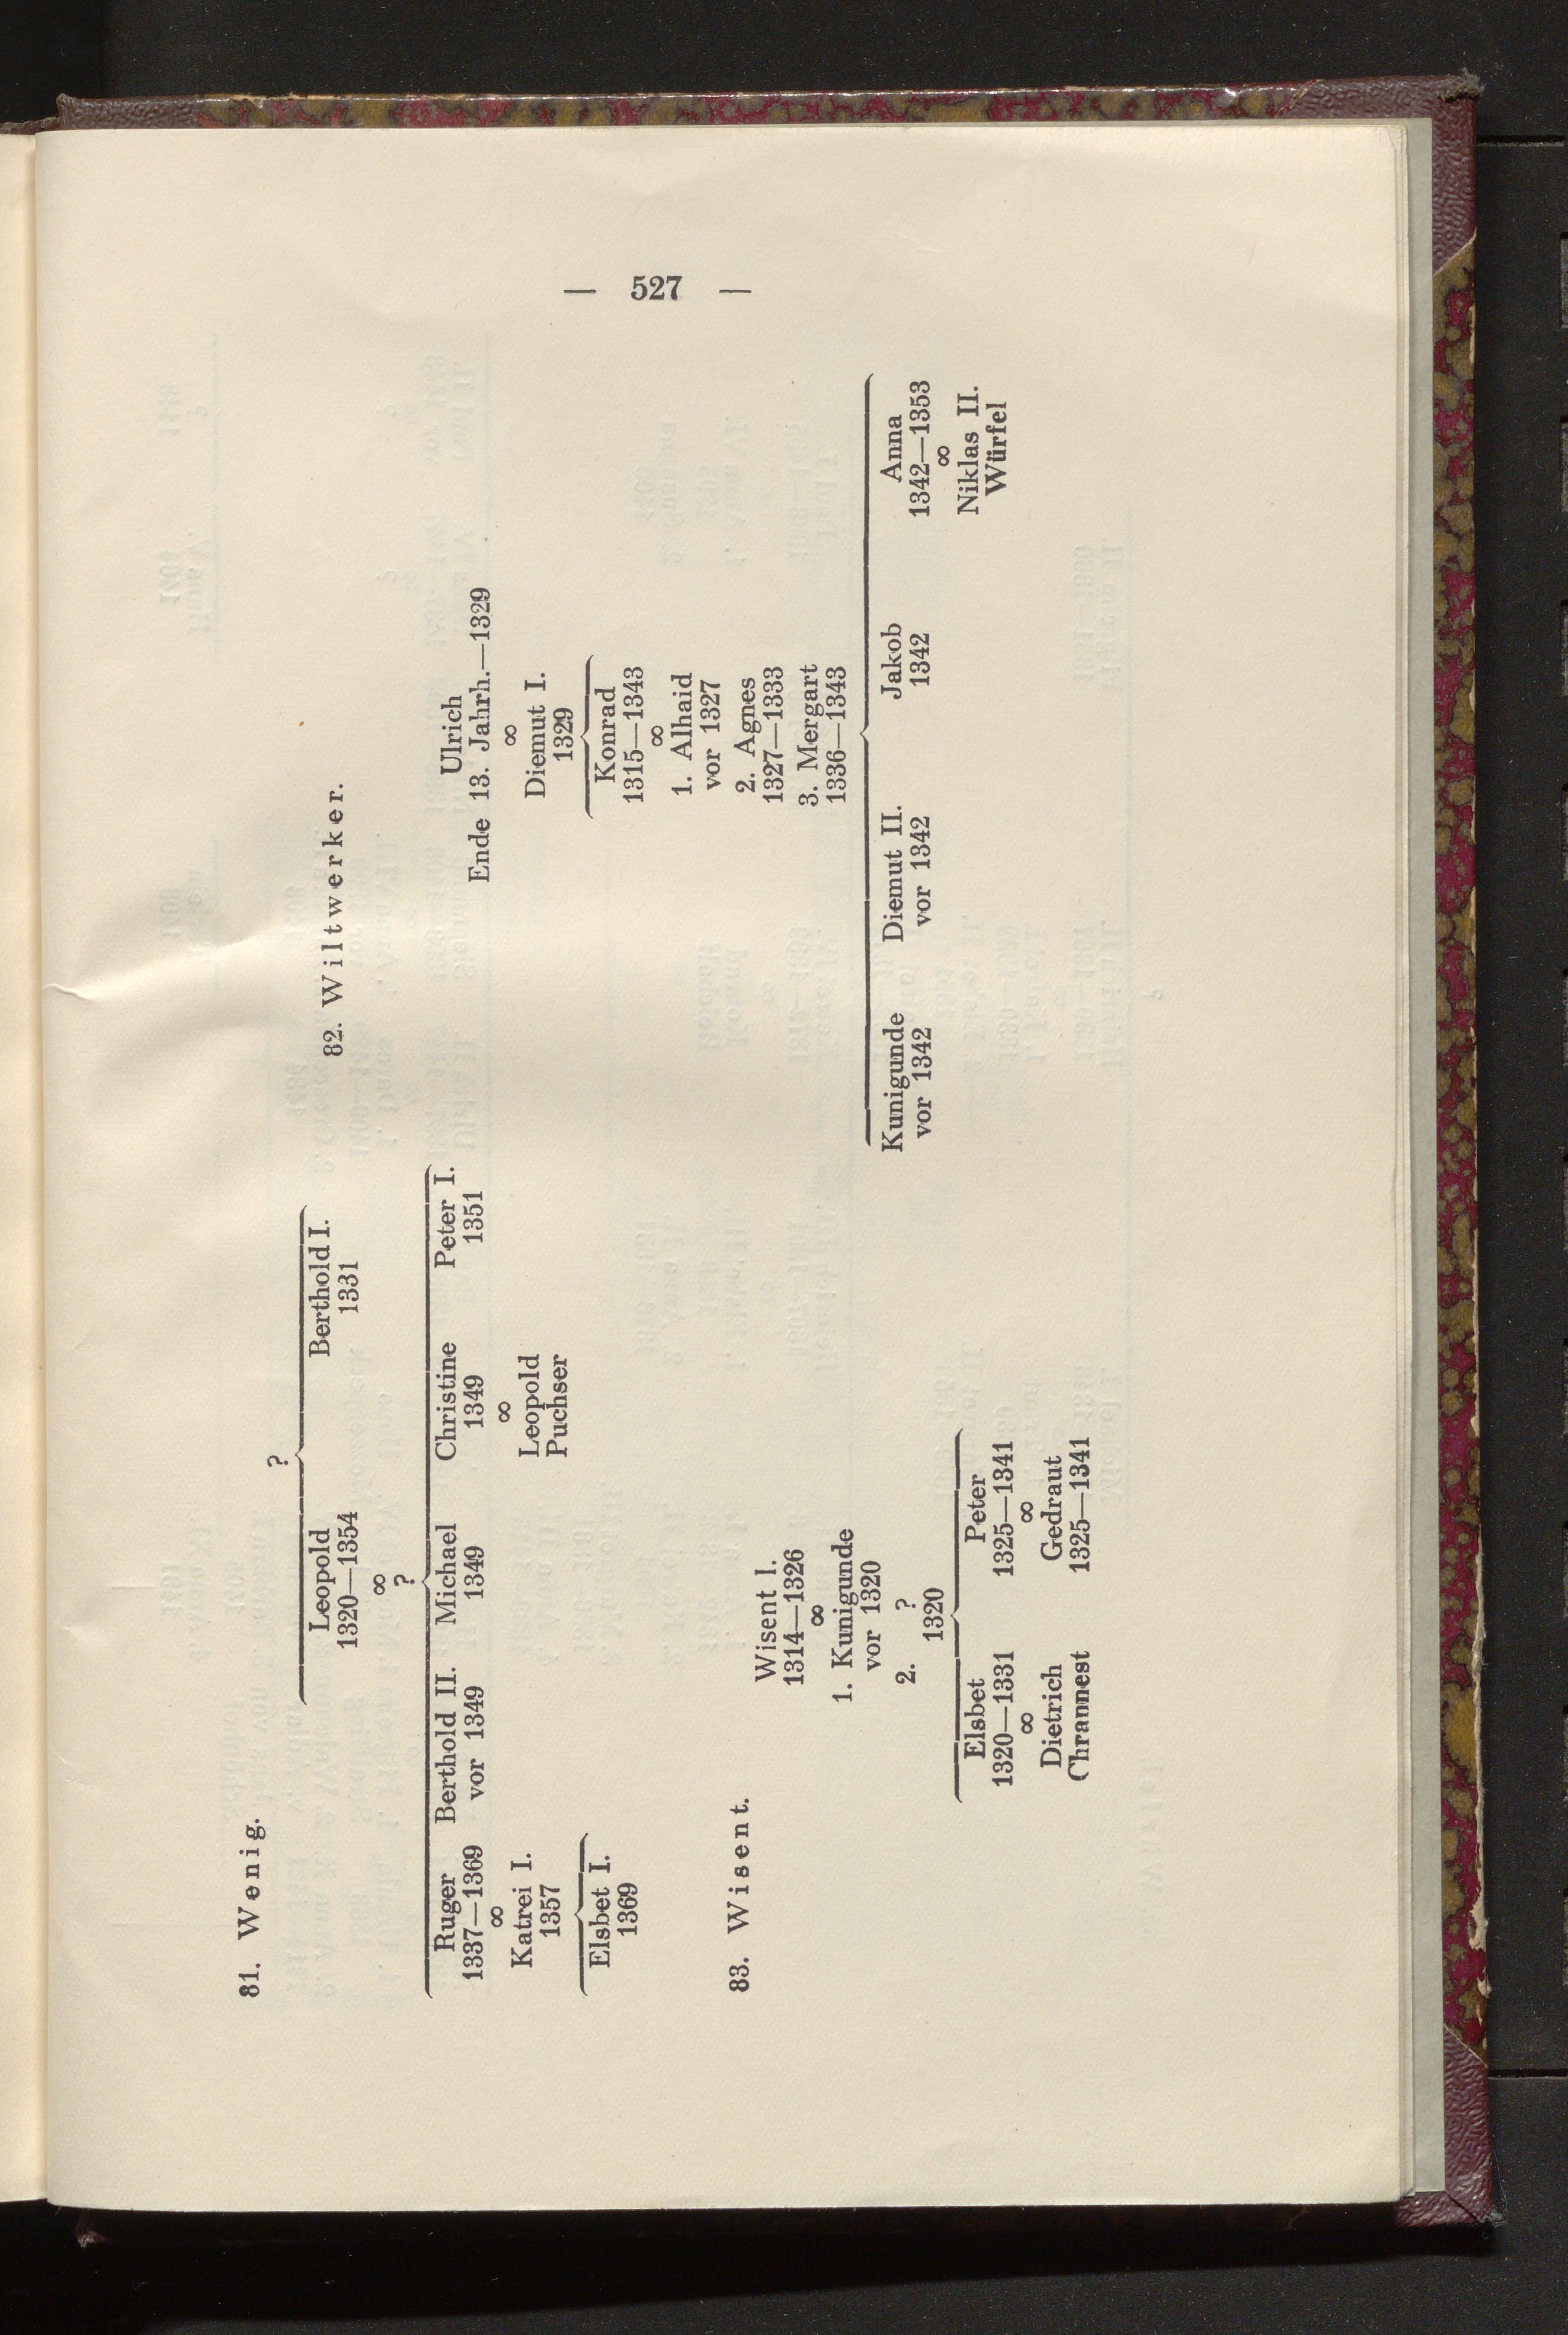 — 527 —
81. Wenig.
?
Leopold Berthold I.
1320—1354 1331
∞
?
Ruger Berthold II. Michael Christine Peter I.
1337—1369 vor 1349 1349 1349 1351
∞ ∞
Katrei I. Leopold
1357 Puchser
Elsbet I.
1369
82. Wiltwerker.
Ulrich
Ende 13. Jahrh.—1329
∞
Diemut I.
1329
Konrad
1315—1343
∞
1. Alhaid
vor 1327
2. Agnes
1327—1333
3. Mergart
1336—1343
Kunigunde Diemut II. Jakob Anna
vor 1342 vor 1342 1342 1342—1353
∞
Niklas II.
Würfel
83. Wisent.
Wisent I.
1314—1326
∞
1. Kunigunde
vor 1320
2. ?
1320
Elsbet Peter
1320—1331 1325—1341
∞ ∞
Dietrich Gedraut
Chrannest 1325—1341